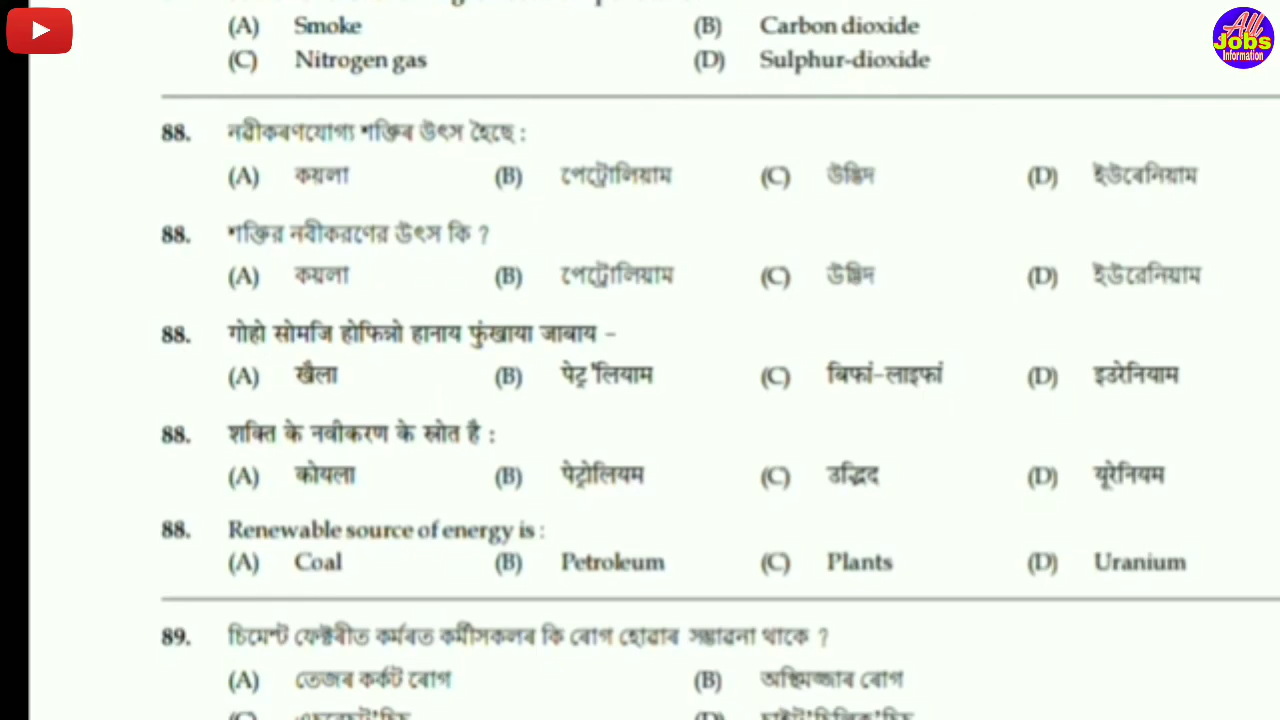 (A) Smoke (B) Carbon dioxide
(C) Nitrogen gas (D) Sulphur-dioxide
All
Jobs
Information
88. নৱীকৰণযোগ্য শক্তিৰ উৎস হৈছে :
(A) কয়লা (B) পেট্ৰোলিয়াম (C) উদ্ভিদ (D) ইউৰেনিয়াম
88. শক্তির নবীকরণের উৎস কি ?
(A) কয়লা (B) পেট্রোলিয়াম (C) উদ্ভিদ (D) ইউরেনিয়াম
88. गोहो सोमजि होफिन्नो हानाय फुंखाया जाबाय –
(A) खैला (B) पेट्र'लियाम (C) बिफां-लाइफां (D) इउरेनियाम
88. शक्ति के नवीकरण के स्रोत है :
(A) कोयला (B) पेट्रोलियम (C) उद्भिद (D) यूरेनियम
88. Renewable source of energy is :
(A) Coal (B) Petroleum (C) Plants (D) Uranium
89. চিমেন্ট ফেক্টৰীত কৰ্মৰত কৰ্মীসকলৰ কি ৰোগ হোৱাৰ সম্ভাৱনা থাকে ?
(A) তেজৰ কৰ্কট ৰোগ (B) অস্থিমজ্জাৰ ৰোগ